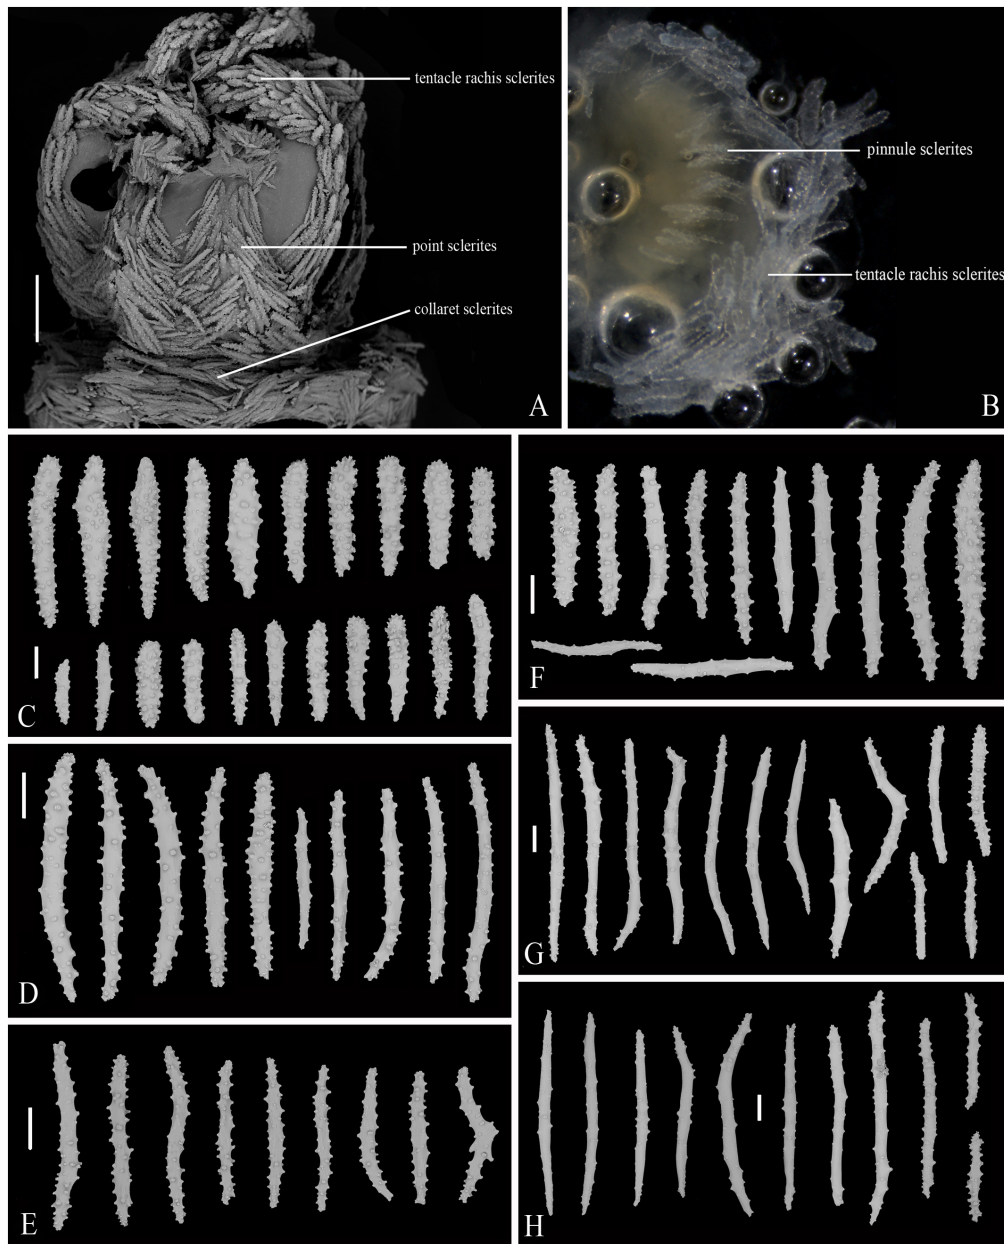 tentacle rachis sclerites
point sclerites
collaret sclerites
A
pinnule sclerites
tentacle rachis sclerites
B
C
D
E
F
G
H